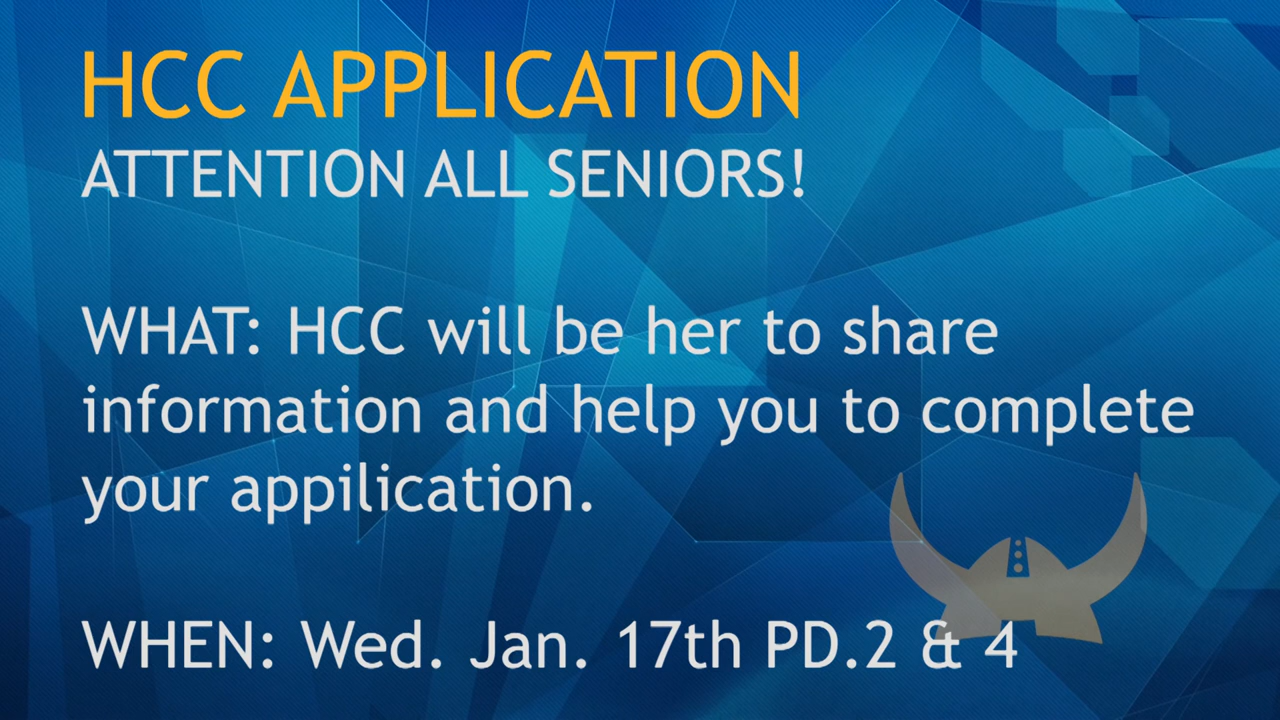 HCC APPLICATION
ATTENTION ALL SENIORS!
WHAT: HCC will be her to share
information and help you to complete
your appilication.
WHEN: Wed. Jan. 17th PD.2 & 4